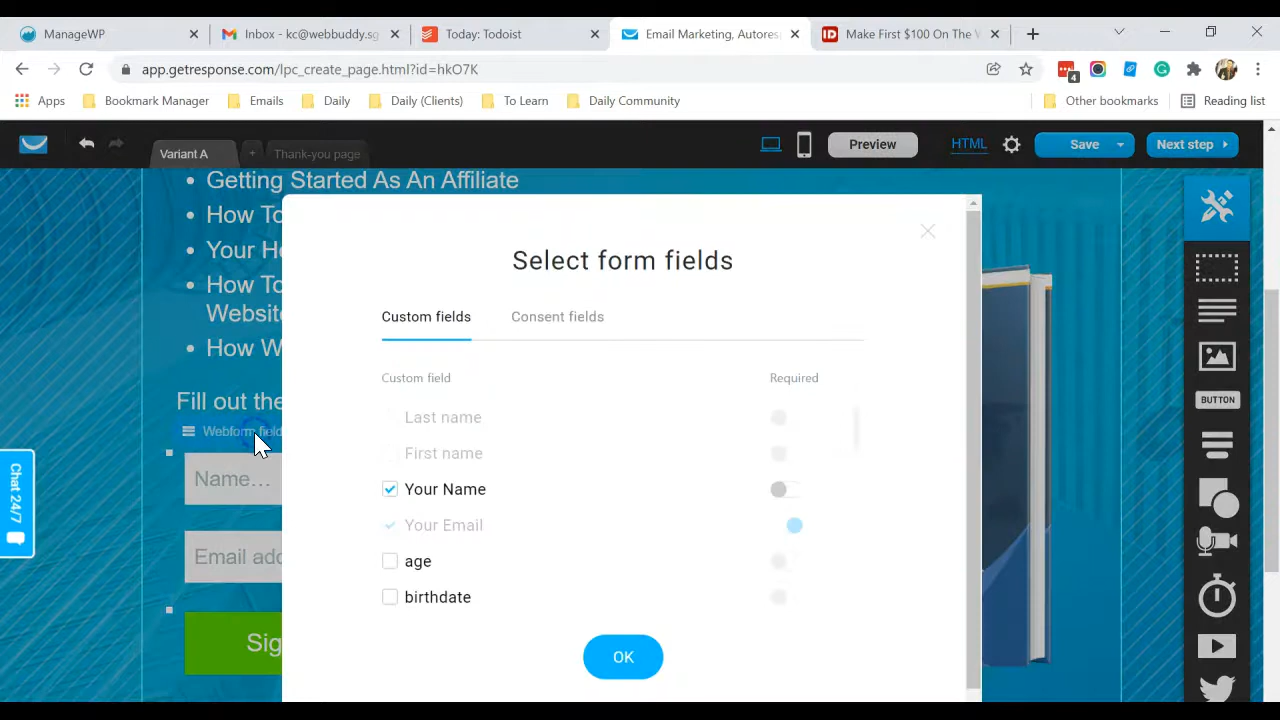 ManageWP
Inbox - kc@webbuddy.sg
Today: Todoist
Email Marketing, Autores
Make First $100 On The
app.getresponse.com/lpc_create_page.html?id=hkO7K
4
Apps
Bookmark Manager
Emails
Daily
Daily (Clients)
To Learn
Daily Community
Other bookmarks
Reading list
Variant A
+
Thank-you page
Preview
HTML
Save
Next step
Getting Started As An Affiliate
How To
Your He
How To
Website
How W
Fill out the
Webform field
Name...
Email add
Sig
Select form fields
Custom fields
Consent fields
Custom field
Required
Last name
First name
Your Name
Your Email
age
birthdate
OK
BUTTON
Chat 24/7